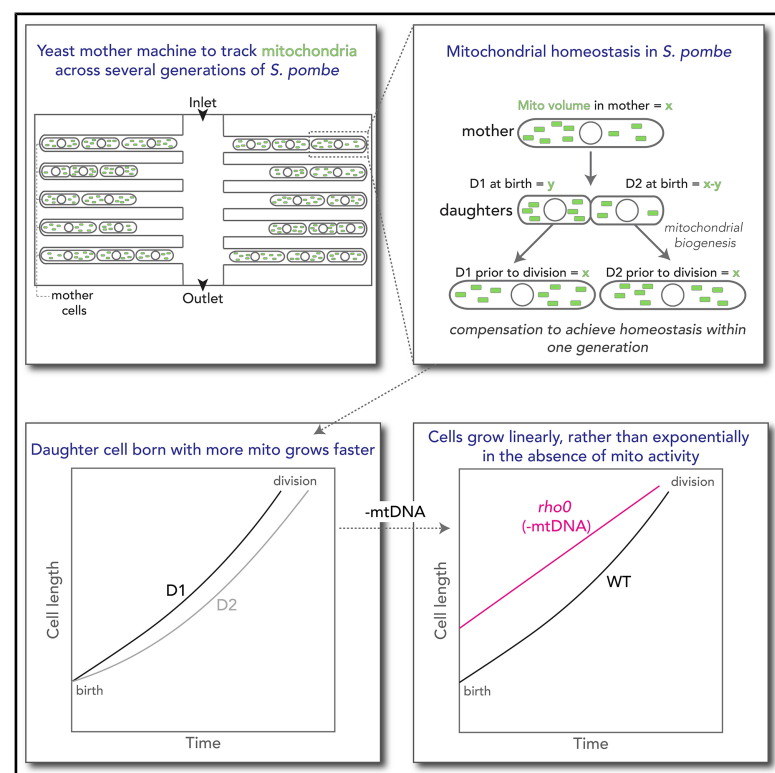 Yeast mother machine to track mitochondria
across several generations of S. pombe
Inlet
Outlet
mother
cells
Mitochondrial homeostasis in S. pombe
Mito volume in mother = x
mother
D1 at birth = y
D2 at birth = x-y
daughters
mitochondrial
biogenesis
D1 prior to division = x
D2 prior to division = x
compensation to achieve homeostasis within
one generation
Daughter cell born with more mito grows faster
division
D1
D2
birth
Cell length
Time
-mtDNA
Cells grow linearly, rather than exponentially
in the absence of mito activity
division
rho0
(-mtDNA)
WT
birth
Cell length
Time